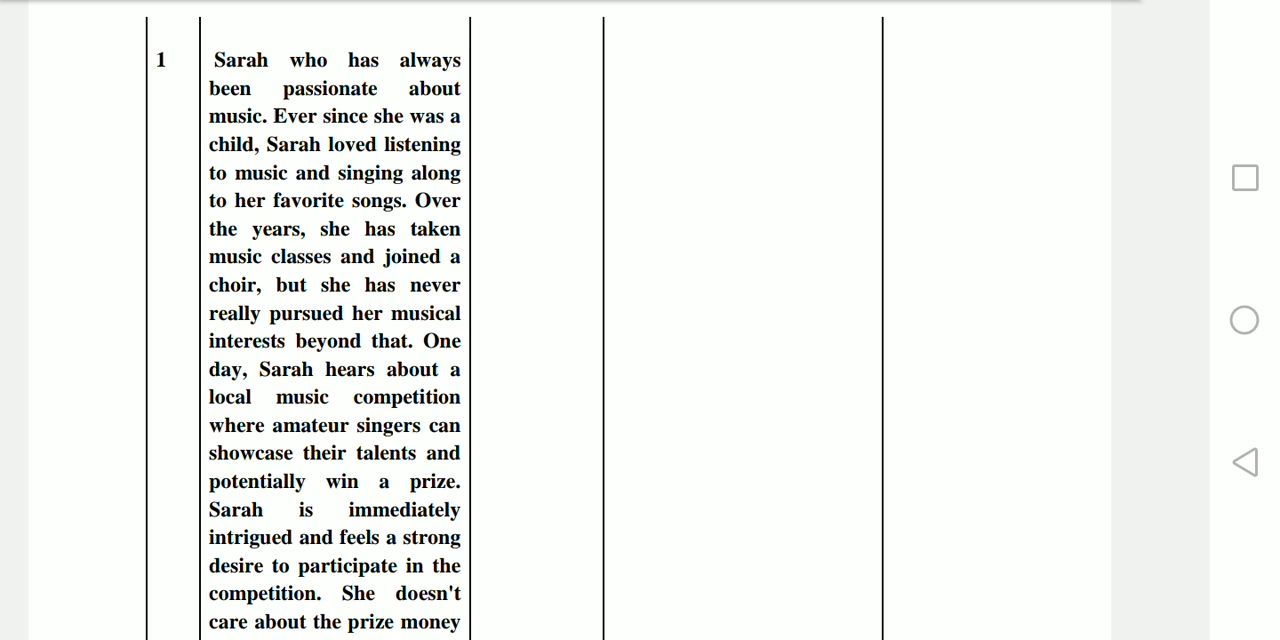 1 Sarah who has always
been passionate about
music. Ever since she was a
child, Sarah loved listening
to music and singing along
to her favorite songs. Over
the years, she has taken
music classes and joined a
choir, but she has never
really pursued her musical
interests beyond that. One
day, Sarah hears about a
local music competition
where amateur singers can
showcase their talents and
potentially win a prize.
Sarah is immediately
intrigued and feels a strong
desire to participate in the
competition. She doesn't
care about the prize money